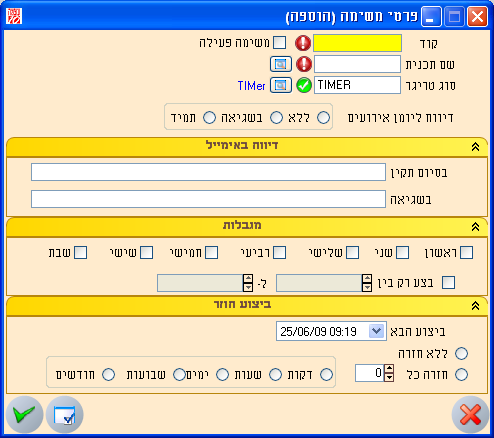 פרטי משימה (הוספה)
קוד
משימה פעילה
שם תכנית
סוג טריגר TIMER TIMer
דיווח ליומן אירועים ללא בשגיאה תמיד
דיווח באימייל
בסיום תקין
בשגיאה
מגבלות
ראשון שני שלישי רביעי חמישי שישי שבת
בצע רק בין ל-
ביצוע חוזר
ביצוע הבא 25/06/09 09:19
ללא חזרה
חזרה כל 0 דקות שעות ימים שבועות חודשים